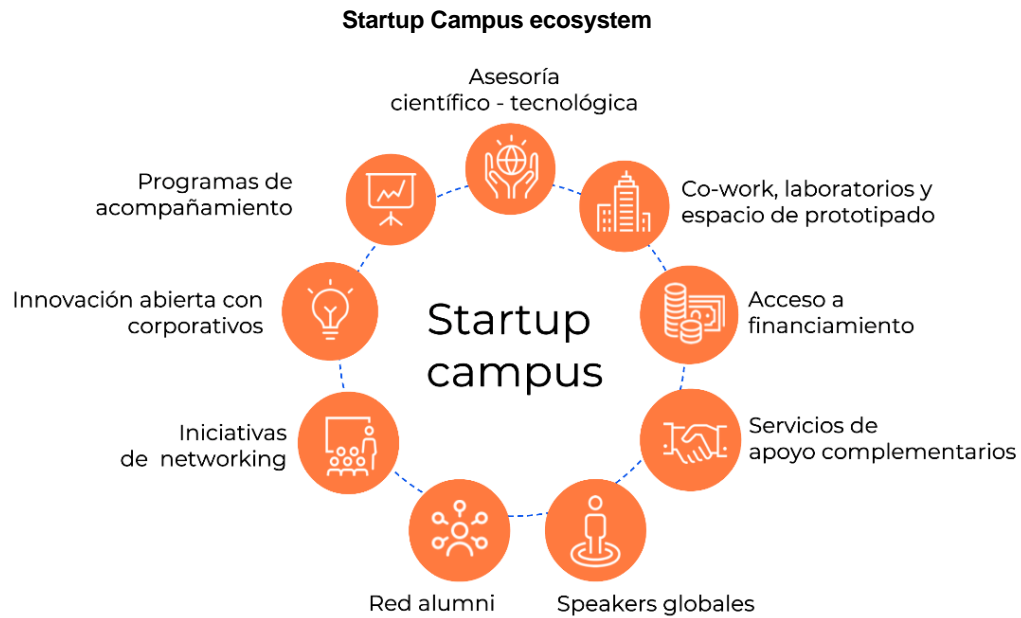 Startup Campus ecosystem
Asesoría
científico - tecnológica
Co-work, laboratorios y
espacio de prototipado
Acceso a
financiamiento
Servicios de
apoyo complementarios
Speakers globales
Red alumni
Iniciativas
de networking
Innovación abierta con
corporativos
Programas de
acompañamiento
Startup
campus